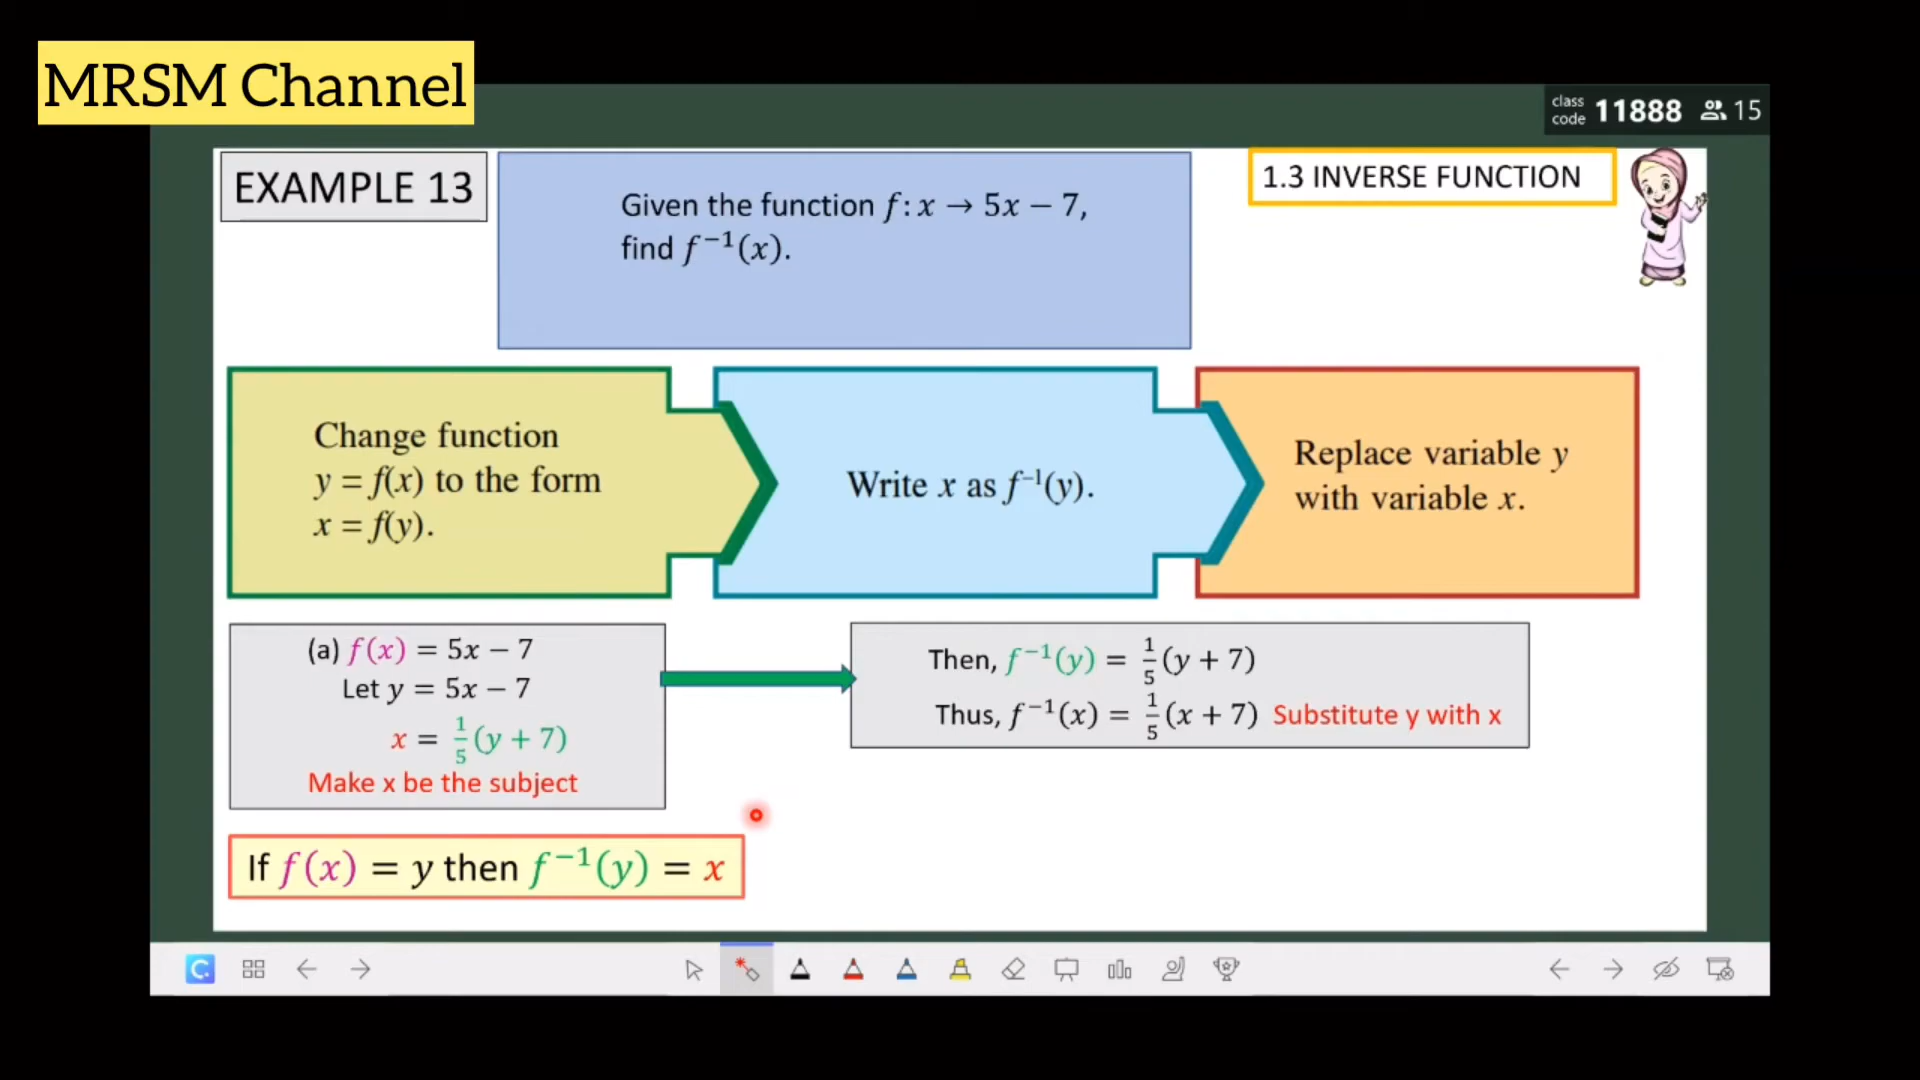 MRSM Channel
class code 11888 15
EXAMPLE 13
Given the function f: x → 5x − 7,
find f⁻¹(x).
1.3 INVERSE FUNCTION
Change function
y = f(x) to the form
x = f(y).
Write x as f⁻¹(y).
Replace variable y
with variable x.
(a) f(x) = 5x − 7
Let y = 5x − 7
x = 1/5 (y + 7)
Make x be the subject
Then, f⁻¹(y) = 1/5 (y + 7)
Thus, f⁻¹(x) = 1/5 (x + 7) Substitute y with x
If f(x) = y then f⁻¹(y) = x